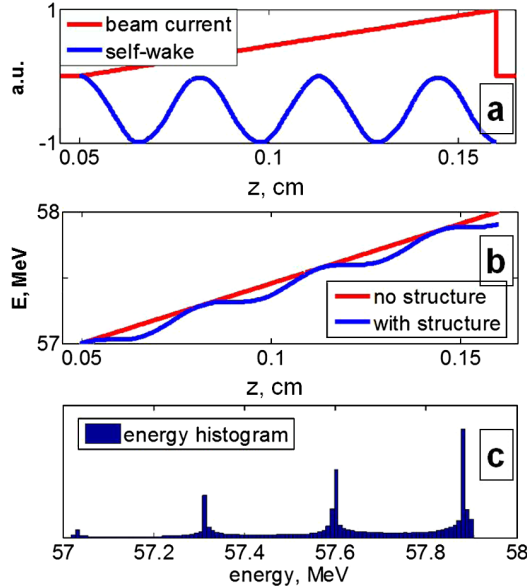 1
beam current
self-wake
a.u.
a
-1
0.05
0.1
0.15
z, cm
58
b
E, MeV
no structure
with structure
57
0.05
0.1
0.15
z, cm
energy histogram
c
57
57.2
57.4
57.6
57.8
58
energy, MeV